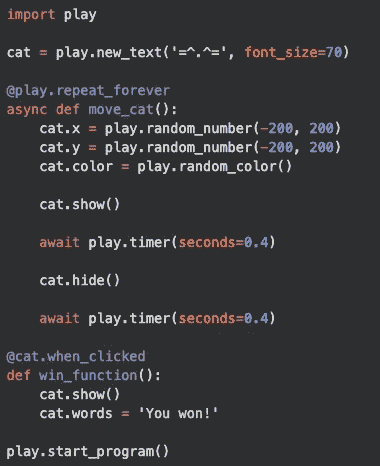 import play
cat = play.new_text('=^.^=', font_size=70)
@play.repeat_forever
async def move_cat():
cat.x = play.random_number(-200, 200)
cat.y = play.random_number(-200, 200)
cat.color = play.random_color()
cat.show()
await play.timer(seconds=0.4)
cat.hide()
await play.timer(seconds=0.4)
@cat.when_clicked
def win_function():
cat.show()
cat.words = 'You won!'
play.start_program()